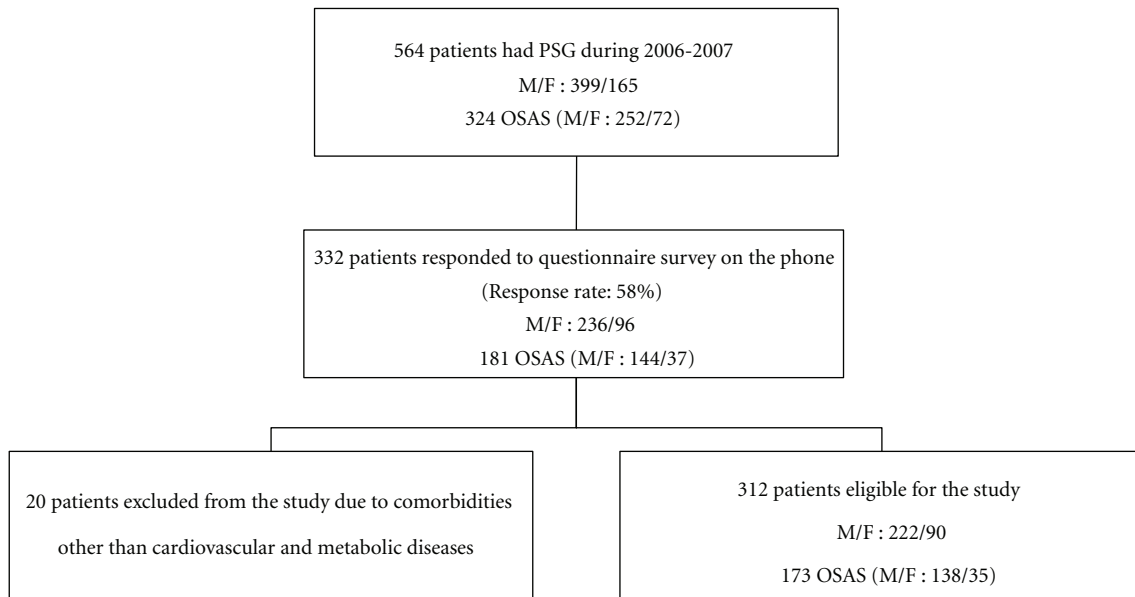 564 patients had PSG during 2006-2007
M/F : 399/165
324 OSAS (M/F : 252/72)
332 patients responded to questionnaire survey on the phone
(Response rate: 58%)
M/F : 236/96
181 OSAS (M/F : 144/37)
20 patients excluded from the study due to comorbidities
other than cardiovascular and metabolic diseases
312 patients eligible for the study
M/F : 222/90
173 OSAS (M/F : 138/35)